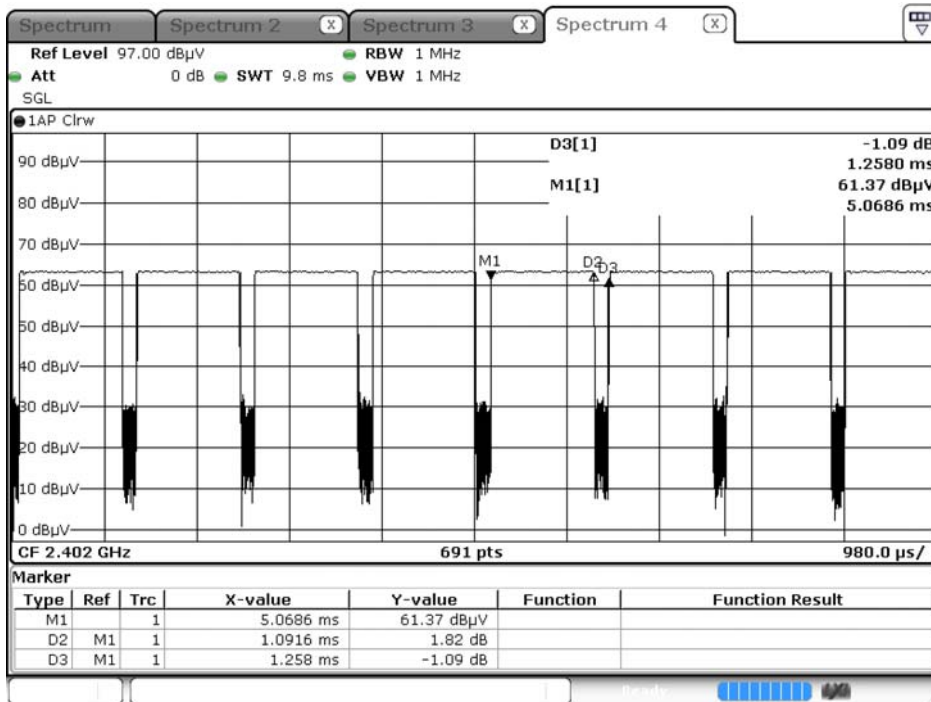 Spectrum Spectrum 2 X Spectrum 3 X Spectrum 4 X
Ref Level 97.00 dBµV RBW 1 MHz
Att 0 dB SWT 9.8 ms VBW 1 MHz
SGL
1AP Clrw
D3[1] -1.09 dB
1.2580 ms
M1[1] 61.37 dBµV
5.0686 ms
90 dBµV
80 dBµV
70 dBµV
M1 D2 D3
60 dBµV
50 dBµV
40 dBµV
30 dBµV
20 dBµV
10 dBµV
0 dBµV
CF 2.402 GHz 691 pts 980.0 µs/
Marker
Type Ref Trc X-value Y-value Function Function Result
M1 1 5.0686 ms 61.37 dBµV
D2 M1 1 1.0916 ms 1.82 dB
D3 M1 1 1.258 ms -1.09 dB
Ready